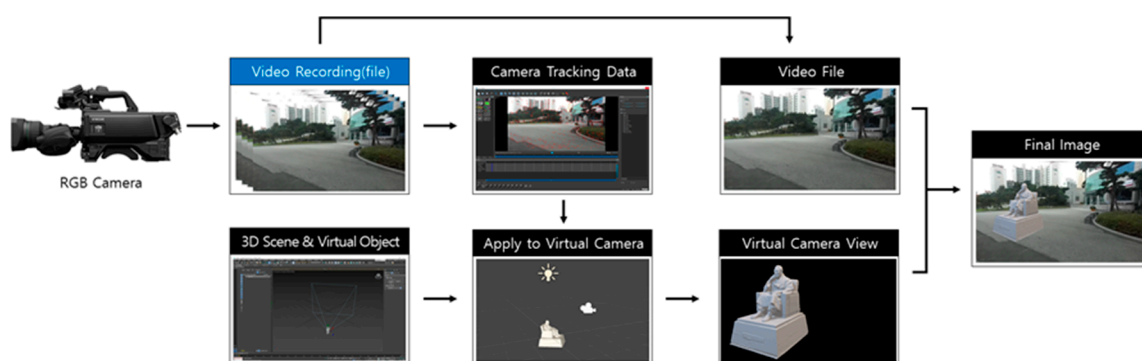 Video Recording(file)
Camera Tracking Data
Video File
Final Image
RGB Camera
3D Scene & Virtual Object
Apply to Virtual Camera
Virtual Camera View